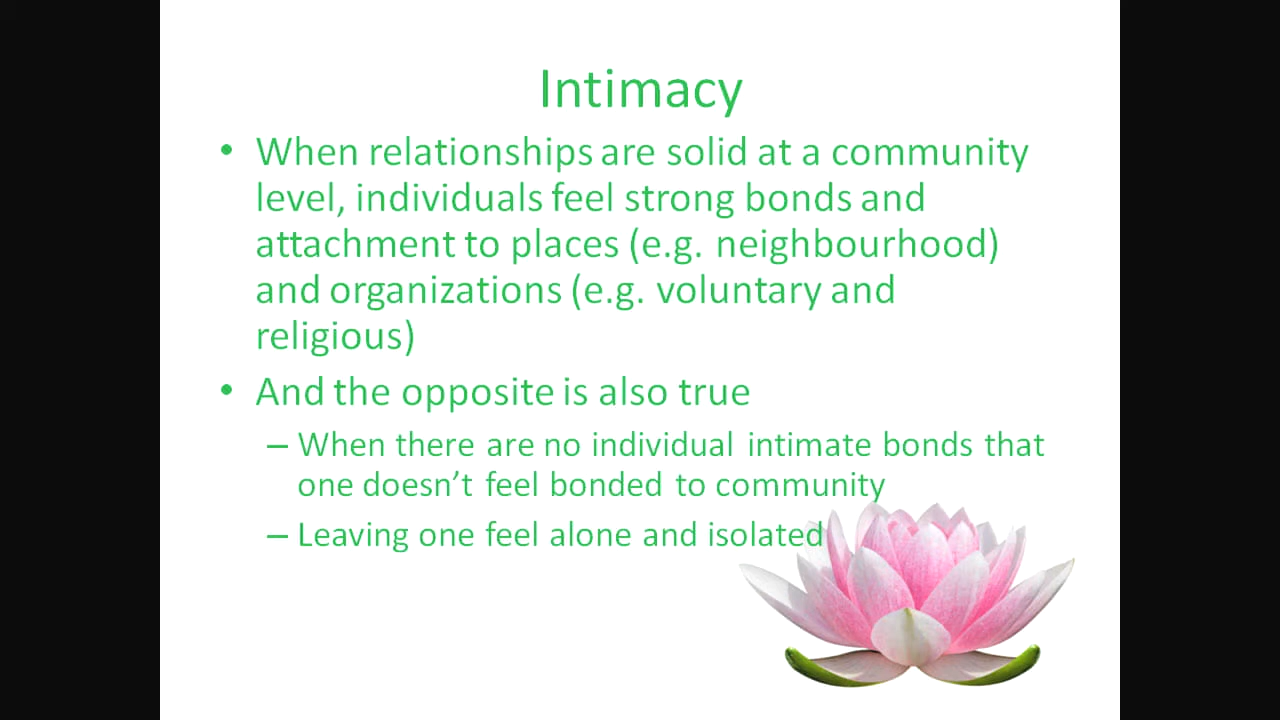 Intimacy
• When relationships are solid at a community
level, individuals feel strong bonds and
attachment to places (e.g. neighbourhood)
and organizations (e.g. voluntary and
religious)
• And the opposite is also true
– When there are no individual intimate bonds that
one doesn’t feel bonded to community
– Leaving one feel alone and isolated